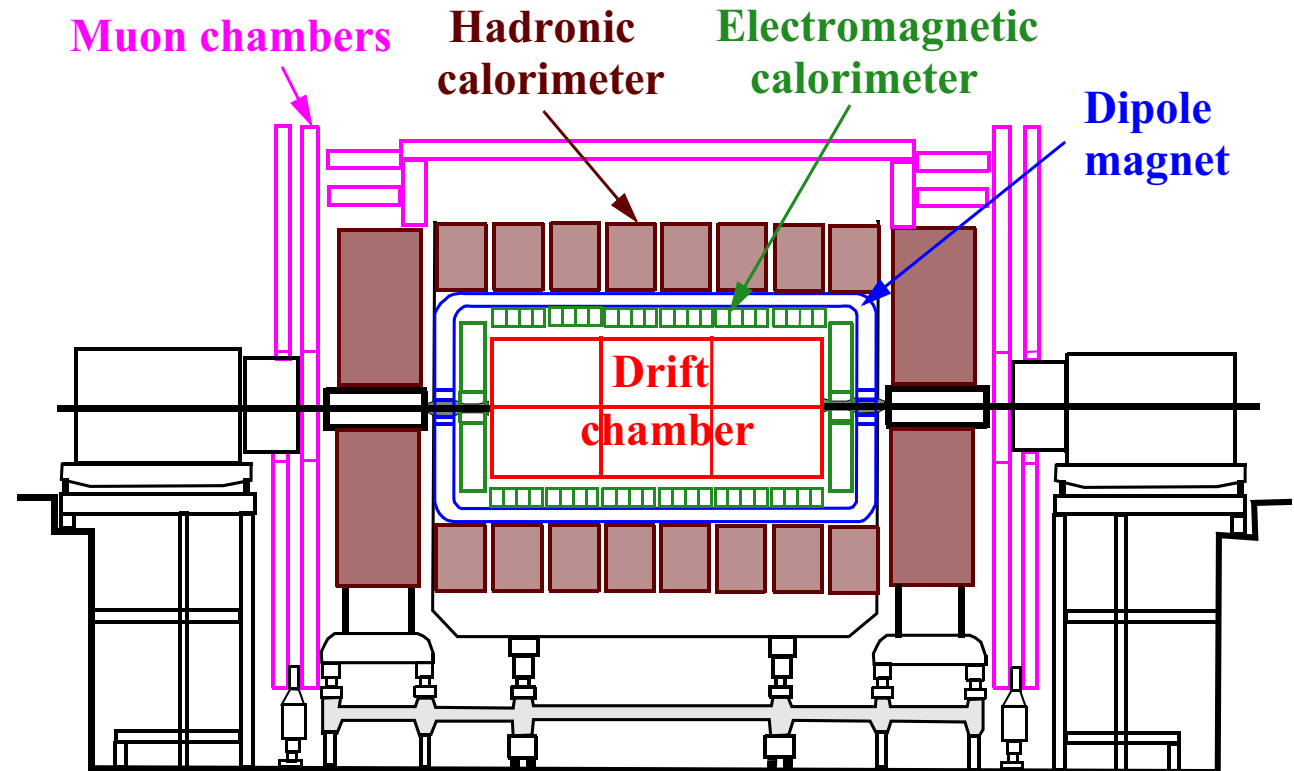 Muon chambers
Hadronic
calorimeter
Electromagnetic
calorimeter
Dipole
magnet
Drift
chamber